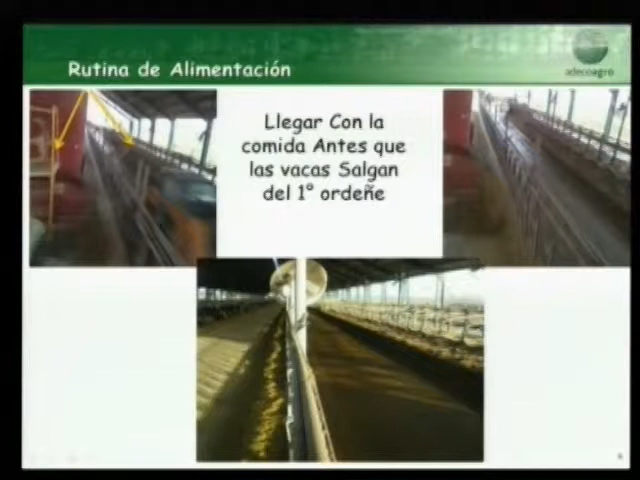 Rutina de Alimentación
adecoagro
Llegar Con la
comida Antes que
las vacas Salgan
del 1° ordeñe